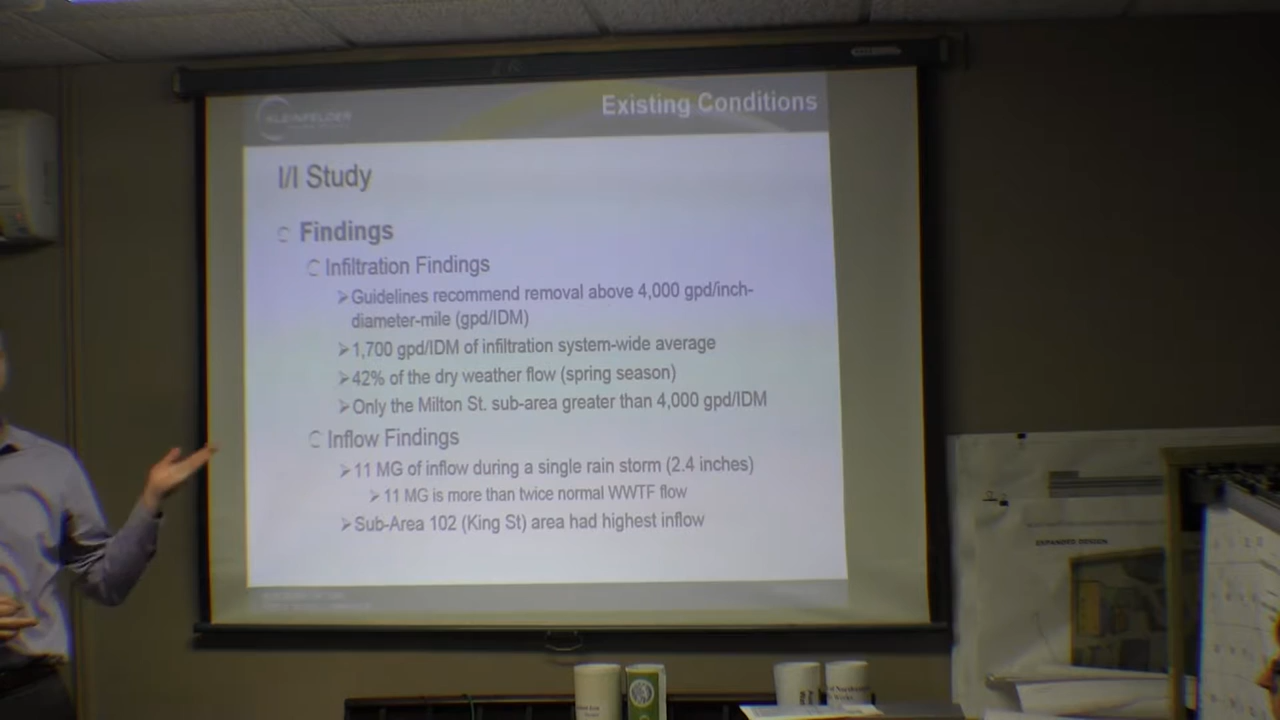 KLEINFELDER
Existing Conditions
I/I Study
Findings
Infiltration Findings
Guidelines recommend removal above 4,000 gpd/inch-
diameter-mile (gpd/IDM)
1,700 gpd/IDM of infiltration system-wide average
42% of the dry weather flow (spring season)
Only the Milton St. sub-area greater than 4,000 gpd/IDM
Inflow Findings
11 MG of inflow during a single rain storm (2.4 inches)
11 MG is more than twice normal WWTF flow
Sub-Area 102 (King St) area had highest inflow
EXPANDED DESIGN